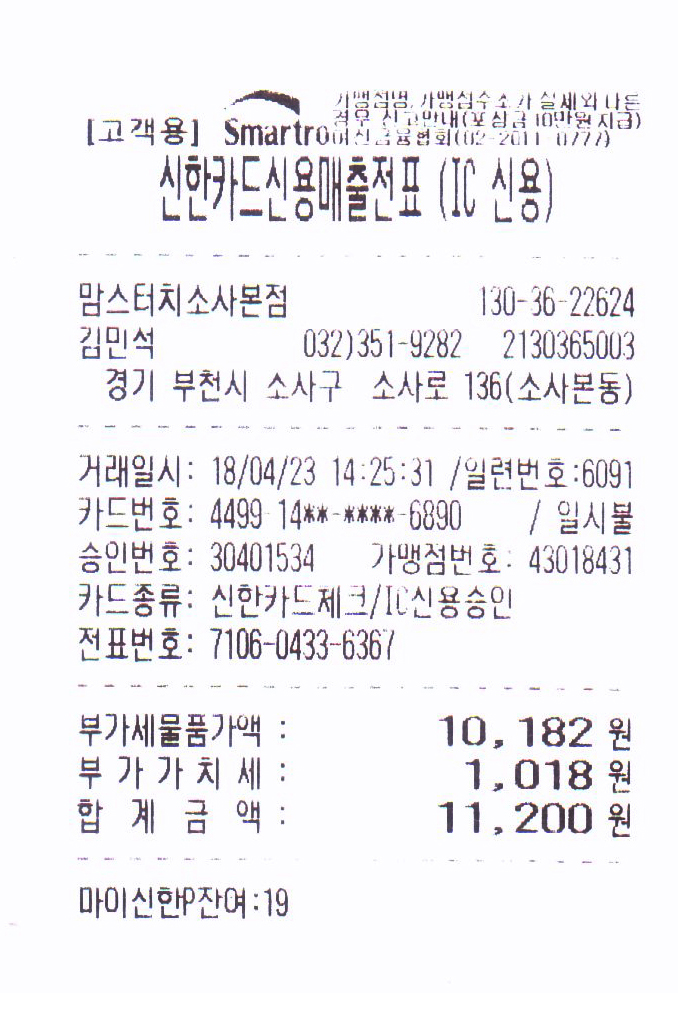 가맹점명, 가맹점주소가 실제와 다른
경우 신고안내(포상금 10만원 지급)
[고객용] Smartro 여신금융협회(02-2011-0777)
신한카드신용매출전표 (IC 신용)
맘스터치소사본점 130-36-22624
김민석 032)351-9282 2130365003
경기 부천시 소사구 소사로 136(소사본동)
거래일시: 18/04/23 14:25:31 /일련번호:6091
카드번호: 4499-14**-****-6890 / 일시불
승인번호: 30401534 가맹점번호: 43018431
카드종류: 신한카드체크/IC신용승인
전표번호: 7106-0433-6367
부가세물품가액 : 10,182 원
부 가 가 치 세 : 1,018 원
합 계 금 액 : 11,200 원
마이신한P잔여:19